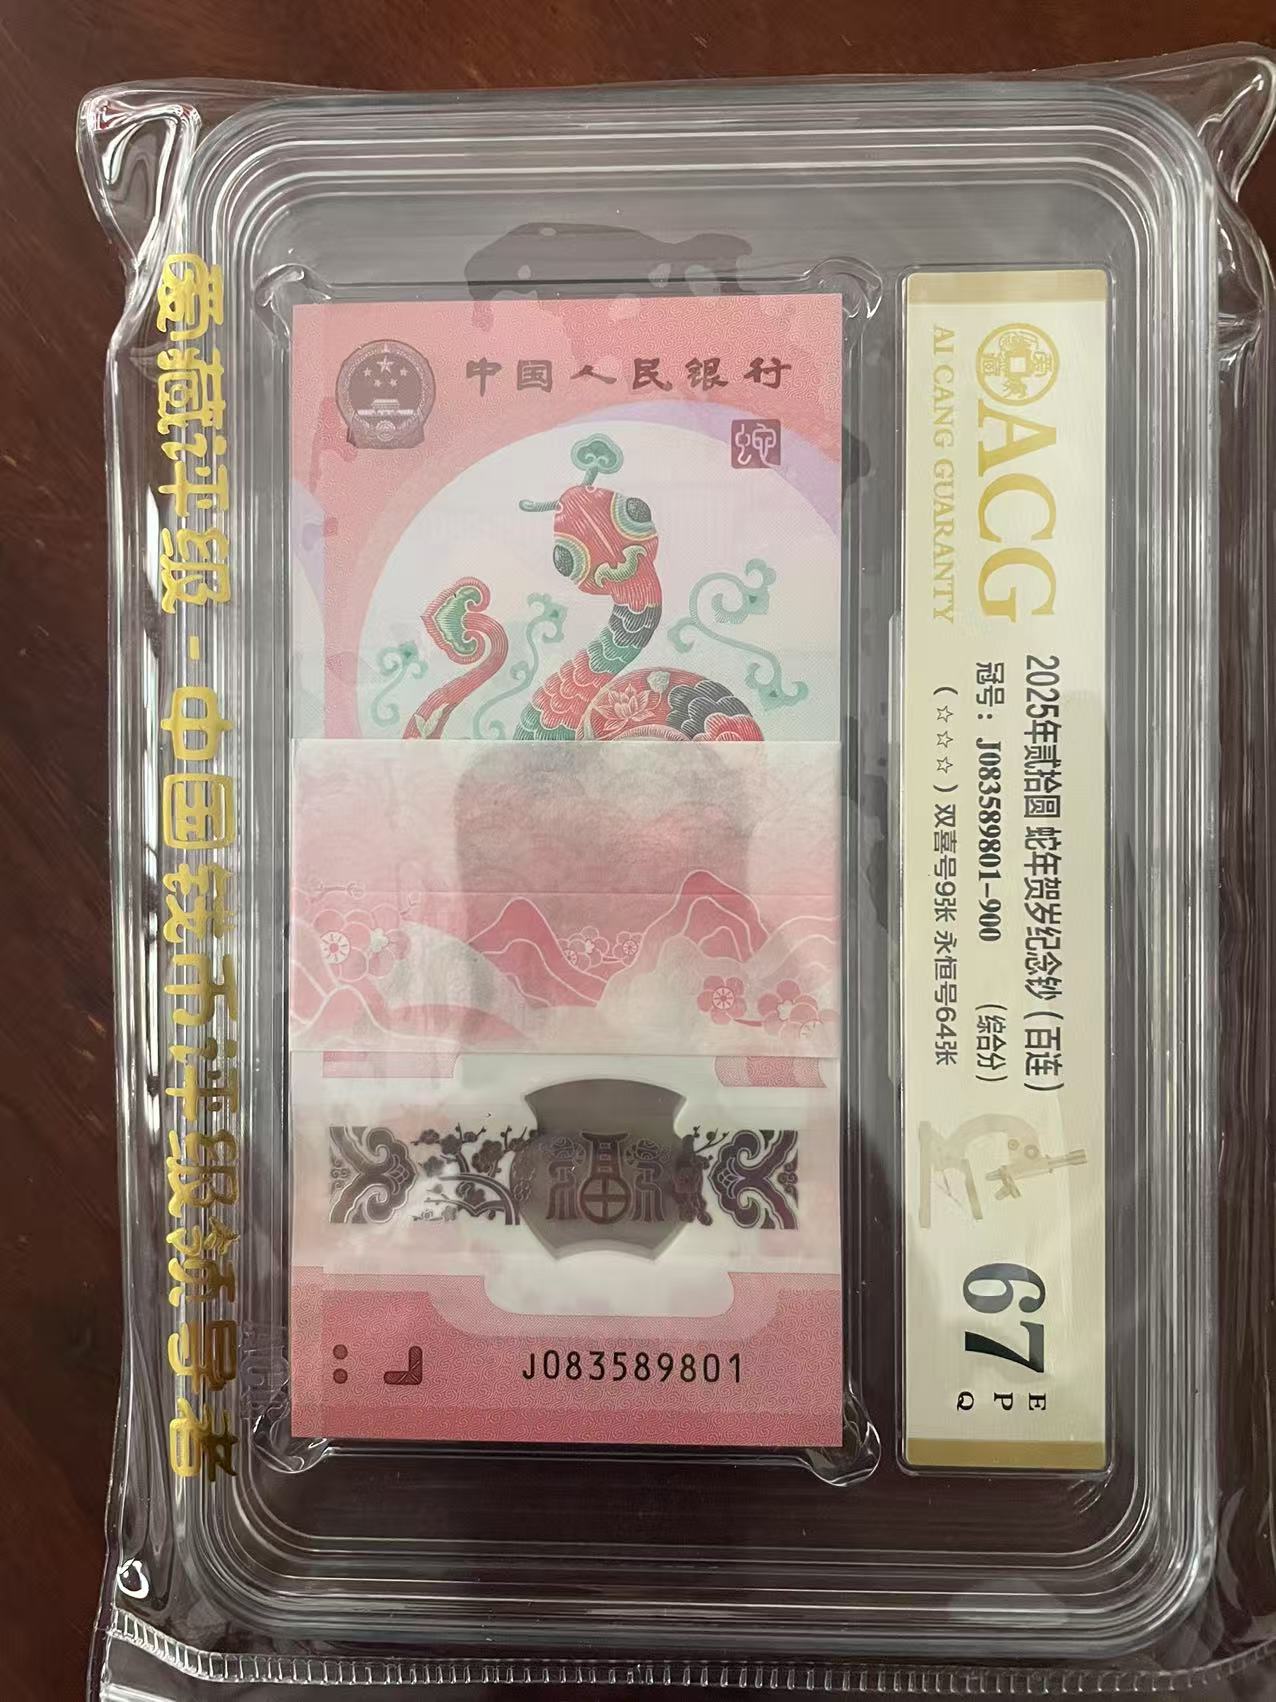 爱藏评级-中国钱币评级领导者
中国人民银行
蛇
J083589801
ACG
AI CANG GUARANTY
2025年贰拾圆 蛇年贺岁纪念钞（百连）
冠号：J083589801-900 （综合分）
（☆☆☆）双喜号9张 永恒号64张
67
EPQ